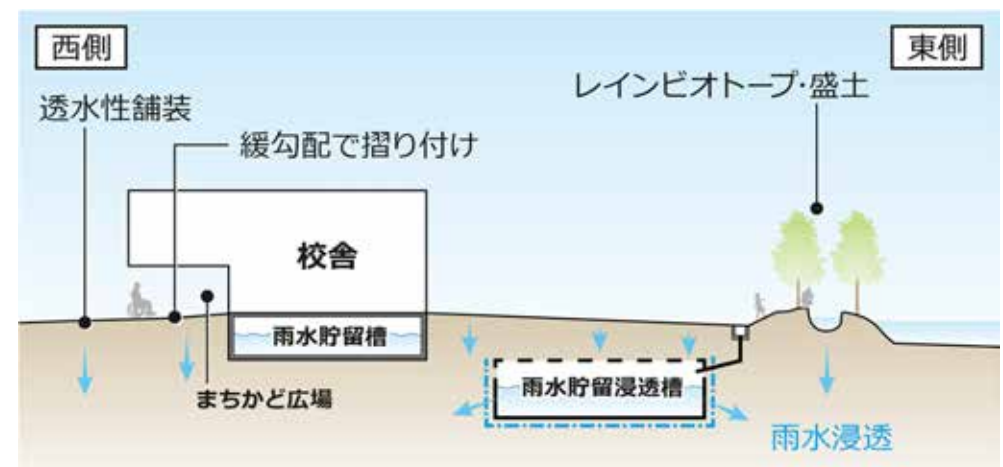 西側
東側
レインビオトープ・盛土
透水性舗装
緩勾配で摺り付け
校舎
雨水貯留槽
まちかど広場
雨水貯留浸透槽
雨水浸透